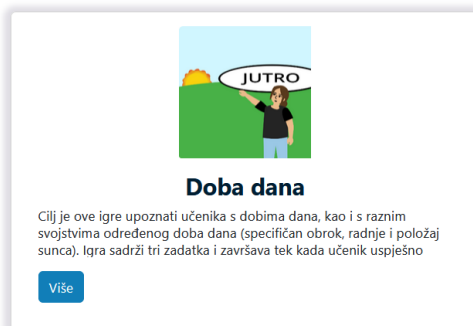 JUTRO
Doba dana
Cilj je ove igre upoznati učenika s dobima dana, kao i s raznim
svojstvima određenog doba dana (specifičan obrok, radnje i položaj
sunca). Igra sadrži tri zadatka i završava tek kada učenik uspješno
Više